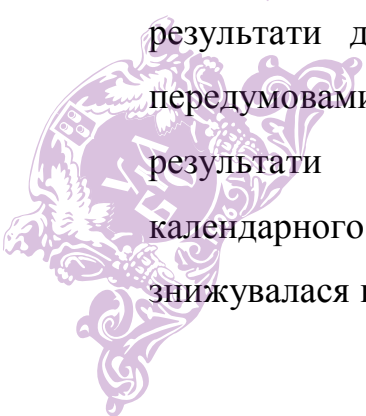 результати д
передумовами
результати
календарного
знижувалася